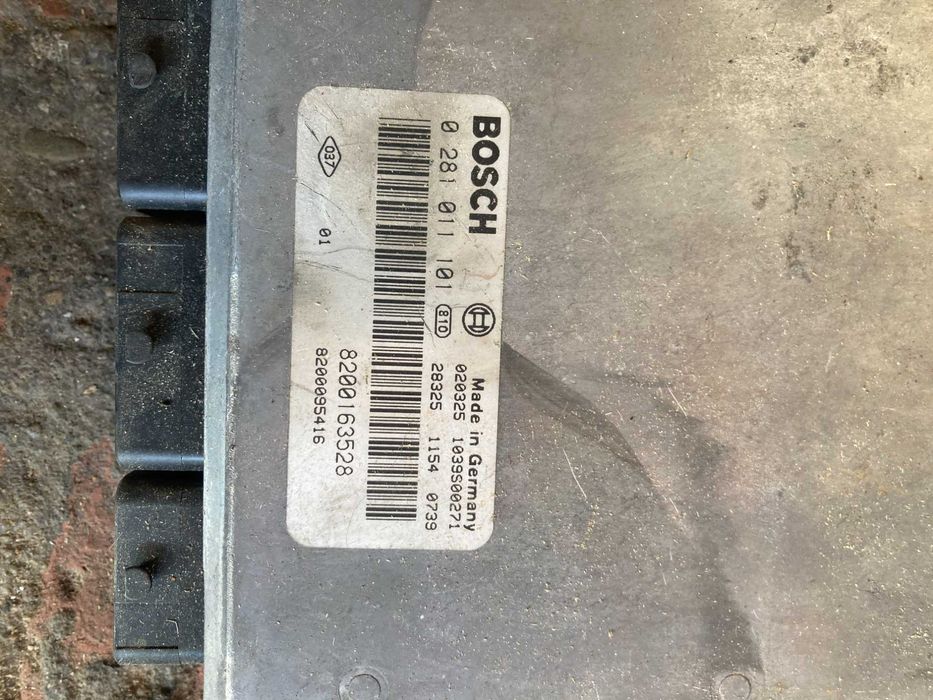 BOSCH
Made in Germany
020325 1039S00271
0 281 011 101 810 28325 1154 0739
8200163528
037 01 8200095416